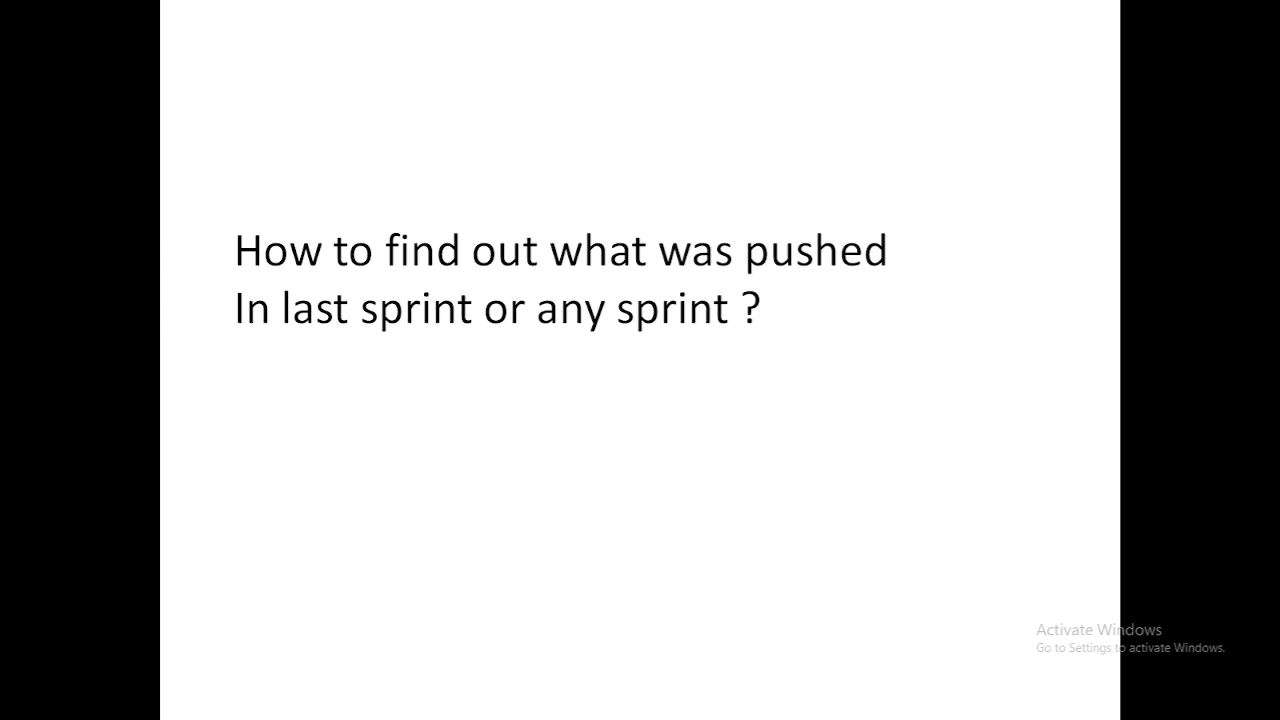 How to find out what was pushed
In last sprint or any sprint ?
Activate Windows
Go to Settings to activate Windows.